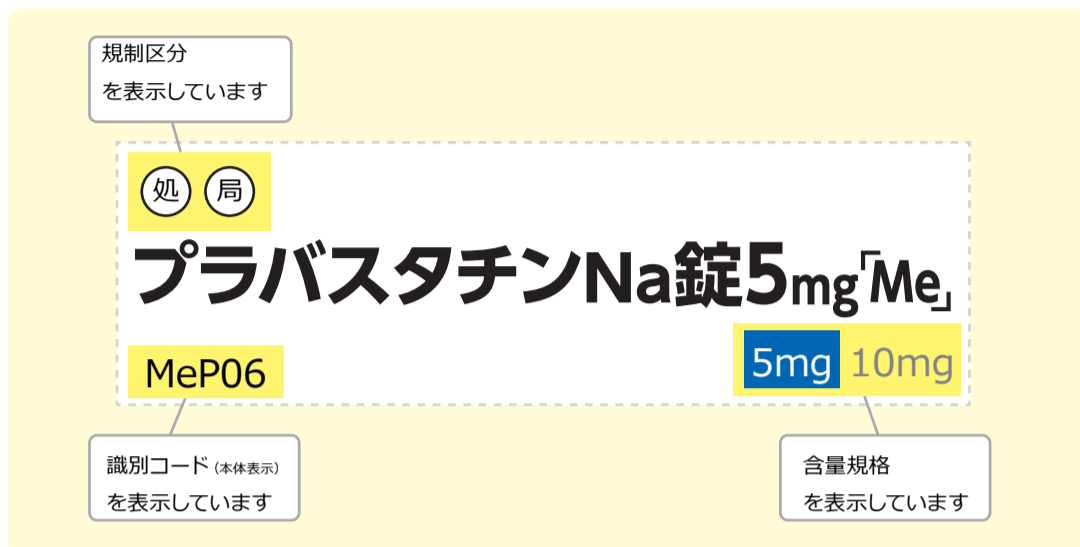 規制区分
を表示しています
処 局
プラバスタチンNa錠5mg「Me」
MeP06
5mg 10mg
識別コード（本体表示）
を表示しています
含量規格
を表示しています